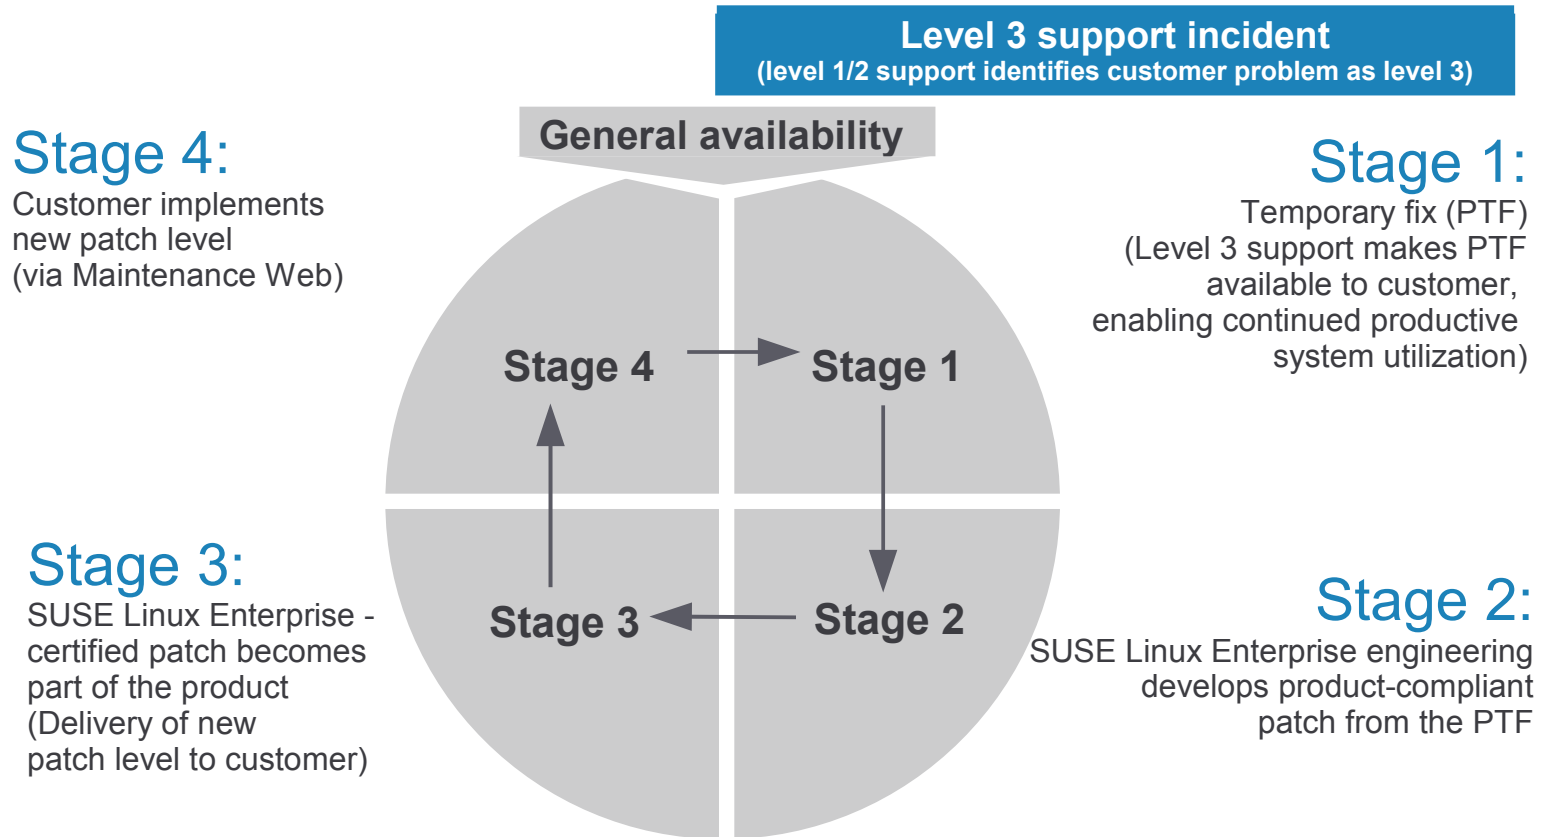 Level 3 support incident
(level 1/2 support identifies customer problem as level 3)
General availability
Stage 4:
Customer implements
new patch level
(via Maintenance Web)
Stage 1:
Temporary fix (PTF)
(Level 3 support makes PTF
available to customer,
enabling continued productive
system utilization)
Stage 4
Stage 1
Stage 3
Stage 2
Stage 3:
SUSE Linux Enterprise -
certified patch becomes
part of the product
(Delivery of new
patch level to customer)
Stage 2:
SUSE Linux Enterprise engineering
develops product-compliant
patch from the PTF